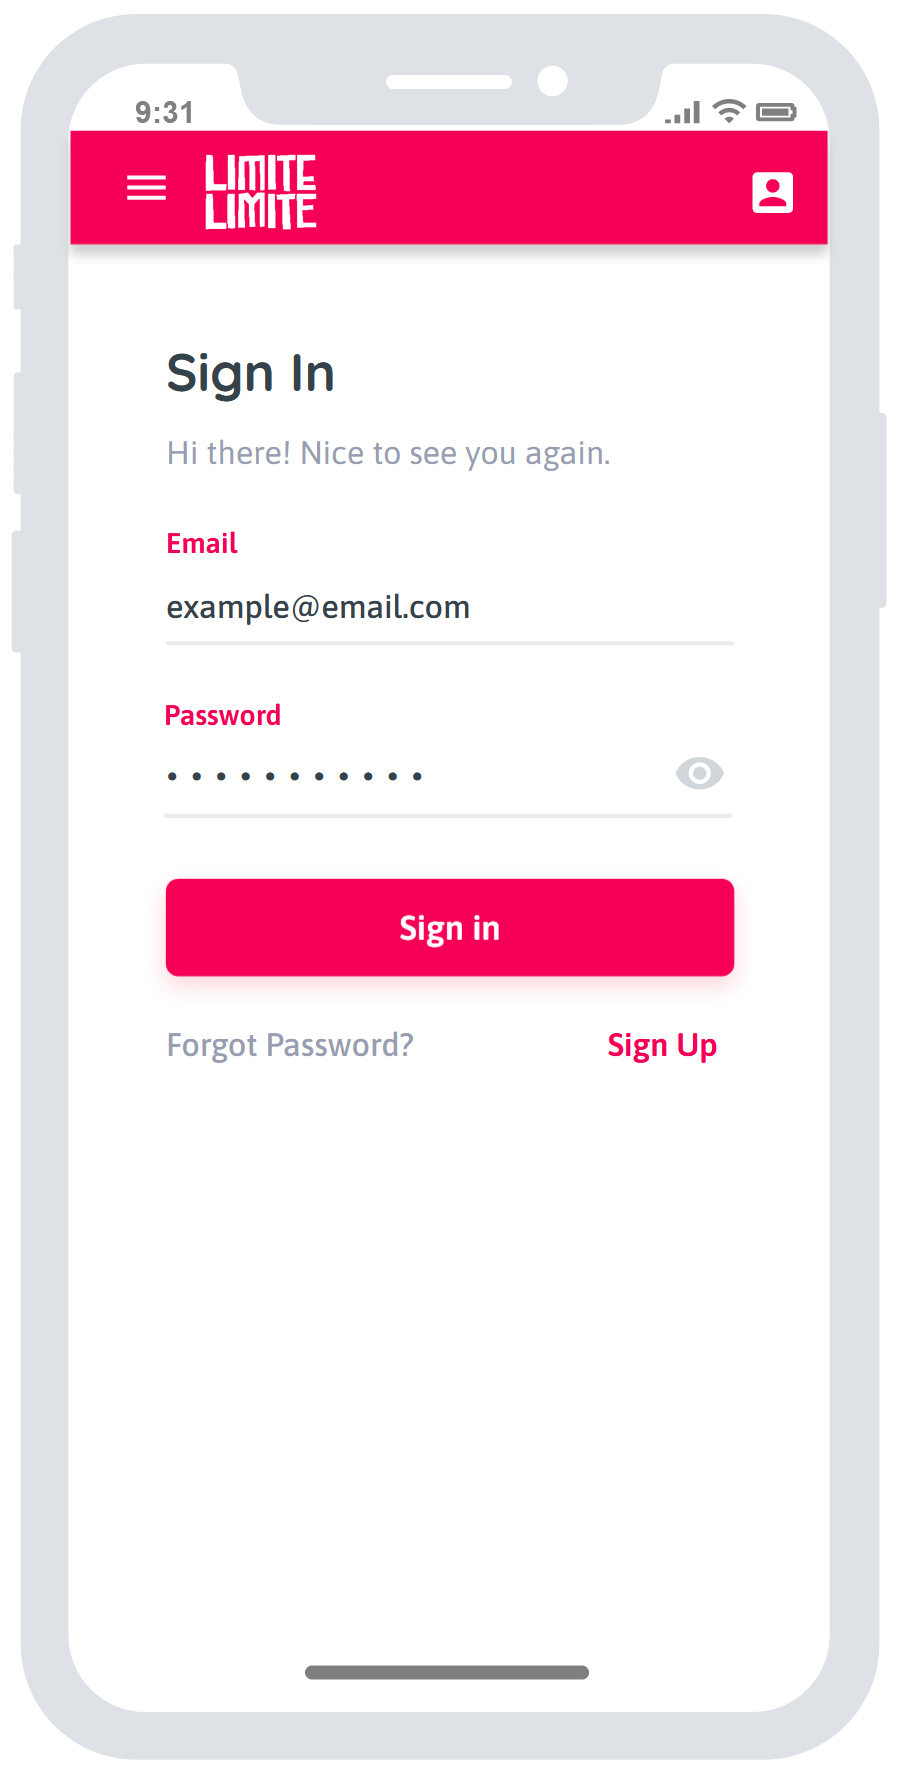 9:31
LIMITE
LIMITE
Sign In
Hi there! Nice to see you again.
Email
example@email.com
Password
• • • • • • • • • • •
Sign in
Forgot Password? Sign Up